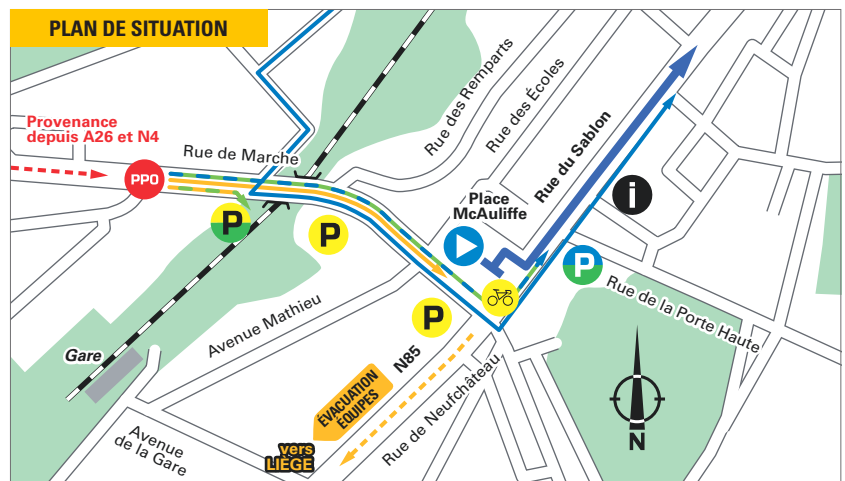 PLAN DE SITUATION
Provenance
depuis A26 et N4
PPO
Rue de Marche
Rue des Remparts
Rue des Écoles
Rue du Sablon
Place
McAuliffe
i
P
P
P
P
Rue de la Porte Haute
Avenue Mathieu
Gare
N85
ÉVACUATION
ÉQUIPES
vers
LIÈGE
Rue de Neufchâteau
Avenue
de la Gare
N